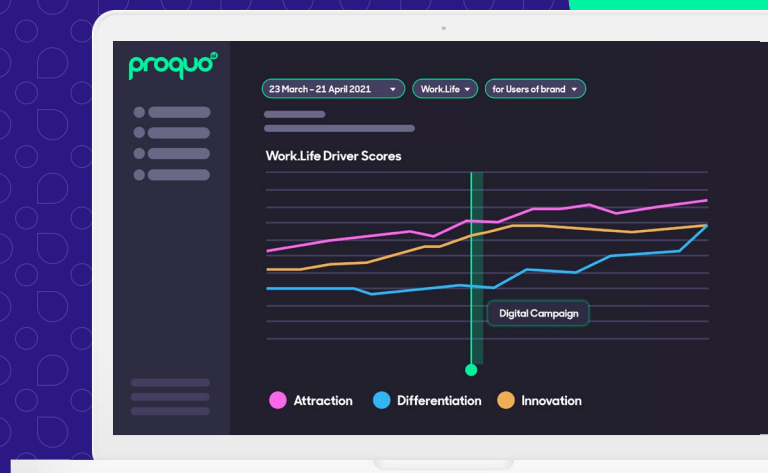 proquo ai
23 March – 21 April 2021
Work.Life
for Users of brand
Work.Life Driver Scores
Digital Campaign
Attraction
Differentiation
Innovation